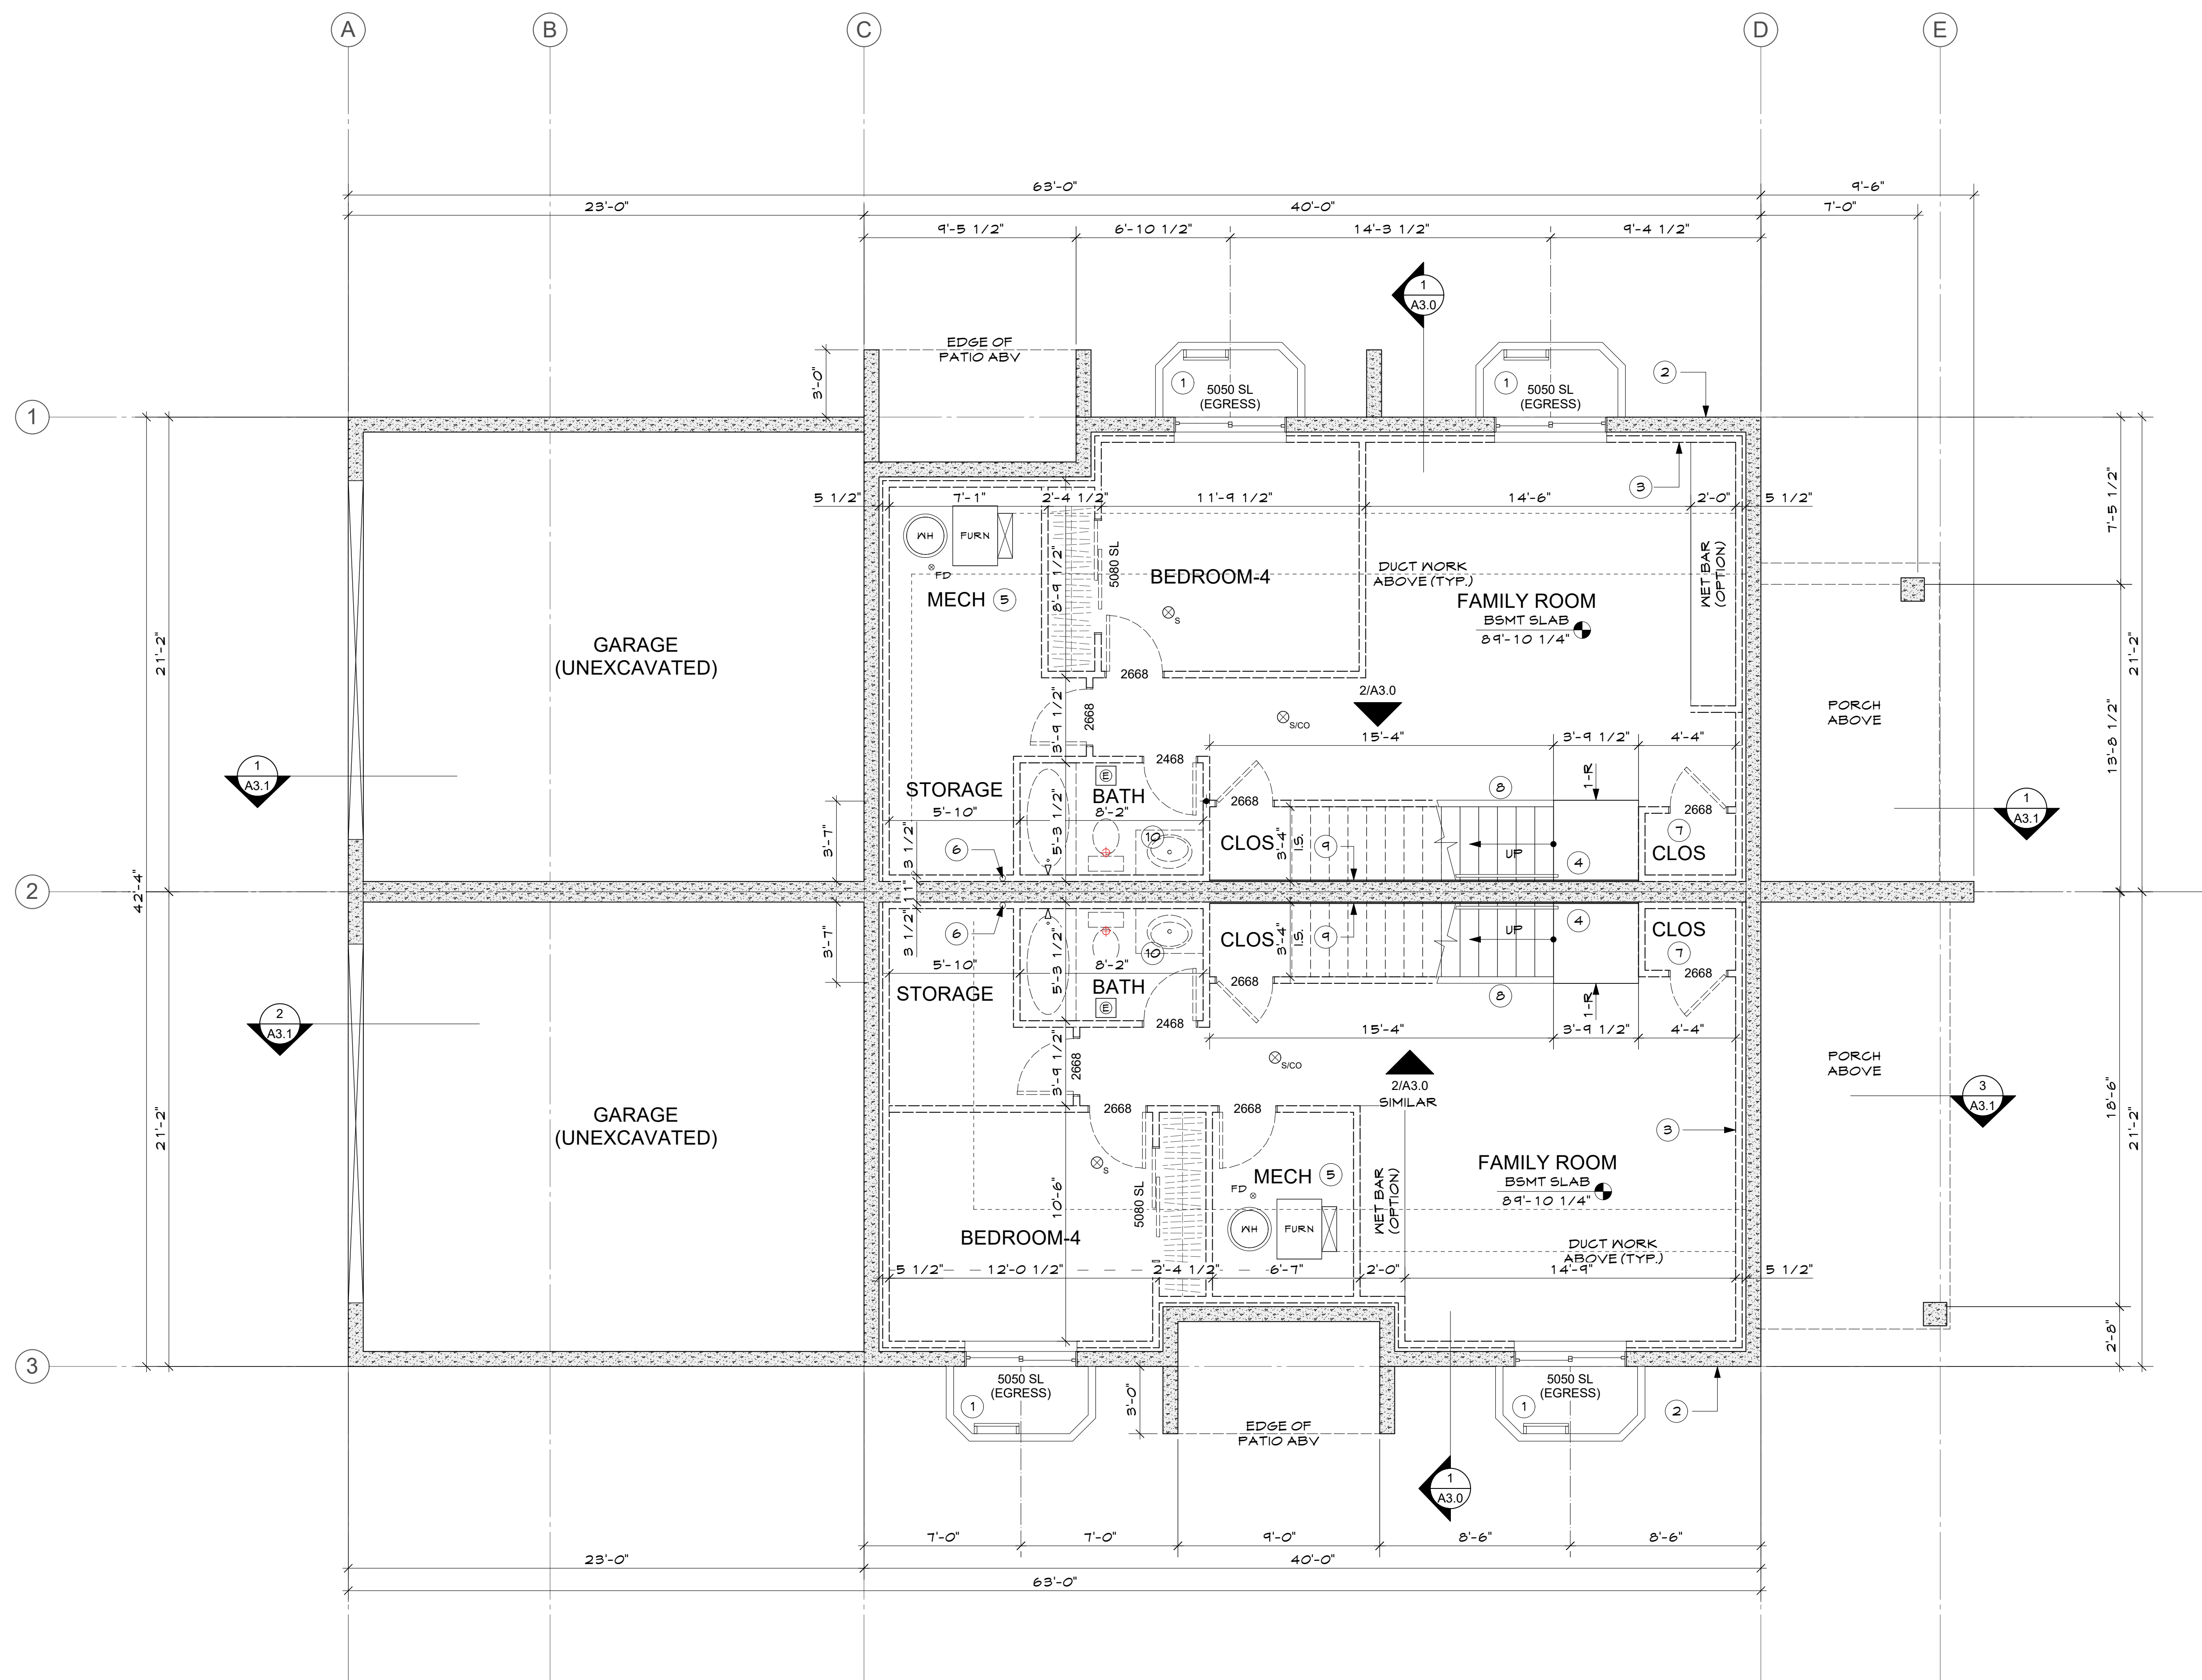 A
B
C
D
E
63'-0"
9'-6"
23'-0"
40'-0"
7'-0"
9'-5 1/2"
6'-10 1/2"
14'-3 1/2"
9'-4 1/2"
1
A3.0
EDGE OF
PATIO ABV
3'-0"
1
5050 SL
(EGRESS)
1
5050 SL
(EGRESS)
2
1
5 1/2"
7'-1"
2'-4 1/2"
11'-9 1/2"
14'-6"
3
2'-0"
5 1/2"
7'-5 1/2"
WH
FURN
FD
MECH
5
8'-9 1/2"
5080 SL
BEDROOM-4
S
DUCT WORK
ABOVE (TYP.)
FAMILY ROOM
BSMT SLAB
89'-10 1/4"
WET BAR
(OPTION)
GARAGE
(UNEXCAVATED)
21'-2"
21'-2"
2668
2668
3'-9 1/2"
2/A3.0
S/CO
PORCH
ABOVE
13'-8 1/2"
15'-4"
3'-9 1/2"
4'-4"
1
A3.1
2468
E
STORAGE
BATH
2668
8
1-R
2668
1
A3.1
5'-10"
8'-2"
3'-7"
3 1/2"
5'-3 1/2"
10
CLOS
3'-4"
I.S.
9
UP
4
7
CLOS
6
2
42'-4"
11"
3'-7"
3 1/2"
6
5'-10"
8'-2"
5'-3 1/2"
10
CLOS
3'-4"
I.S.
9
UP
4
CLOS
7
STORAGE
BATH
E
2668
8
1-R
2668
2468
2
A3.1
15'-4"
3'-9 1/2"
4'-4"
S/CO
2668
3'-9 1/2"
2/A3.0
SIMILAR
PORCH
ABOVE
3
A3.1
18'-6"
21'-2"
21'-2"
GARAGE
(UNEXCAVATED)
2668
2668
3
S
MECH
5
FD
WH
FURN
WET BAR
(OPTION)
FAMILY ROOM
BSMT SLAB
89'-10 1/4"
5080 SL
10'-6"
BEDROOM-4
DUCT WORK
ABOVE (TYP.)
5 1/2"
12'-0 1/2"
2'-4 1/2"
6'-7"
2'-0"
14'-9"
5 1/2"
2'-8"
3
5050 SL
(EGRESS)
1
3'-0"
EDGE OF
PATIO ABV
5050 SL
(EGRESS)
1
2
1
A3.0
7'-0"
7'-0"
9'-0"
8'-6"
8'-6"
23'-0"
40'-0"
63'-0"